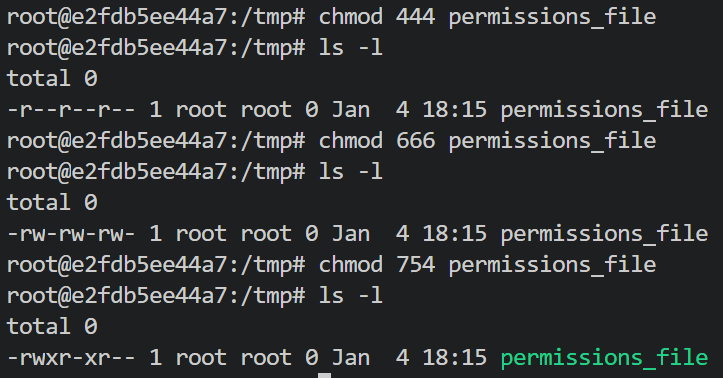 root@e2fdb5ee44a7:/tmp# chmod 444 permissions_file
root@e2fdb5ee44a7:/tmp# ls -l
total 0
-r--r--r-- 1 root root 0 Jan  4 18:15 permissions_file
root@e2fdb5ee44a7:/tmp# chmod 666 permissions_file
root@e2fdb5ee44a7:/tmp# ls -l
total 0
-rw-rw-rw- 1 root root 0 Jan  4 18:15 permissions_file
root@e2fdb5ee44a7:/tmp# chmod 754 permissions_file
root@e2fdb5ee44a7:/tmp# ls -l
total 0
-rwxr-xr-- 1 root root 0 Jan  4 18:15 permissions_file